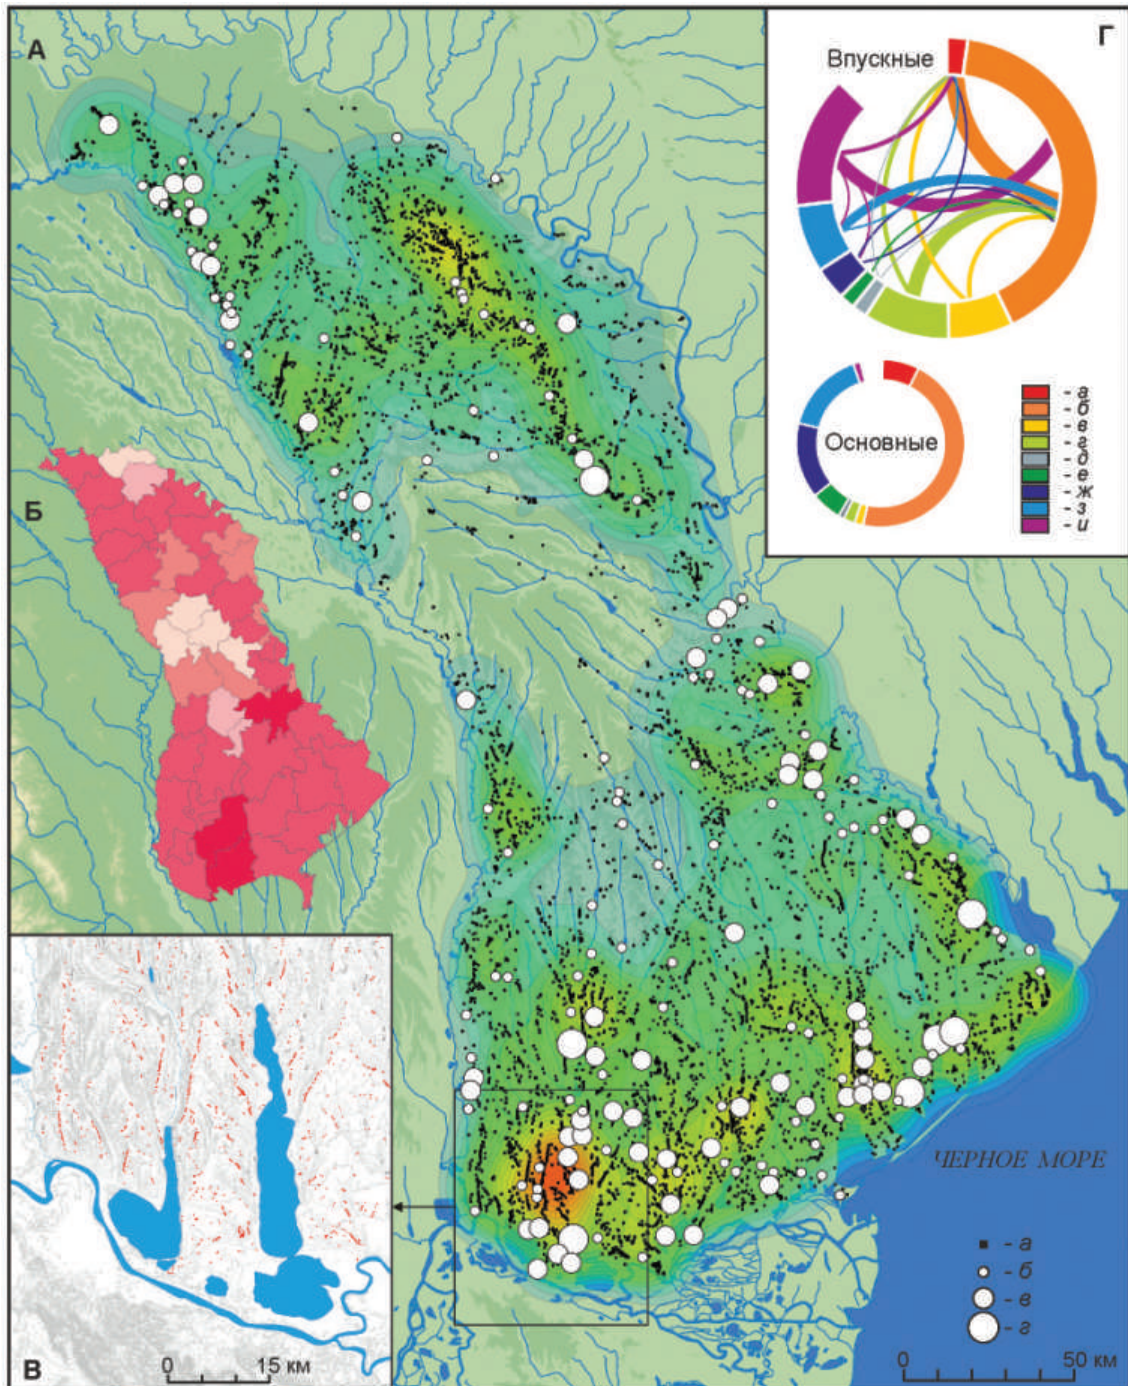 А
Г
Впускные
Основные
- а
- б
- в
- г
- д
- е
- ж
- з
- и
Б
ЧЕРНОЕ МОРЕ
- а
- б
- в
- г
В
0 15 км
0 50 км